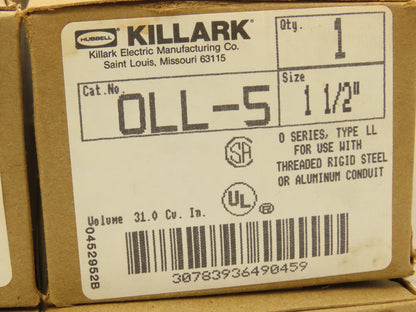 HUBBELL KILLARK
Killark Electric Manufacturing Co.
Saint Louis, Missouri 63115
Qty.
1
Cat.No.
OLL-5
Size
1 1/2"
O SERIES, TYPE LL
FOR USE WITH
THREADED RIGID STEEL
OR ALUMINUM CONDUIT
SA
UL
Volume 31.0 Cu. In.
P0452952B
30783936490459